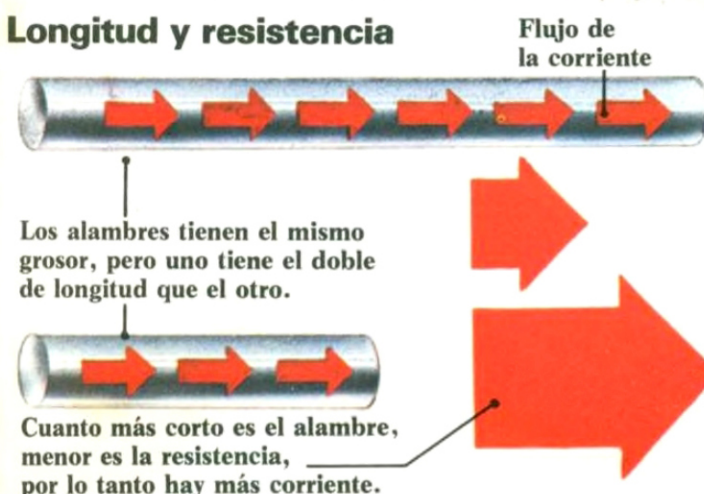 Longitud y resistencia
Flujo de
la corriente
Los alambres tienen el mismo
grosor, pero uno tiene el doble
de longitud que el otro.
Cuanto más corto es el alambre,
menor es la resistencia,
por lo tanto hay más corriente.